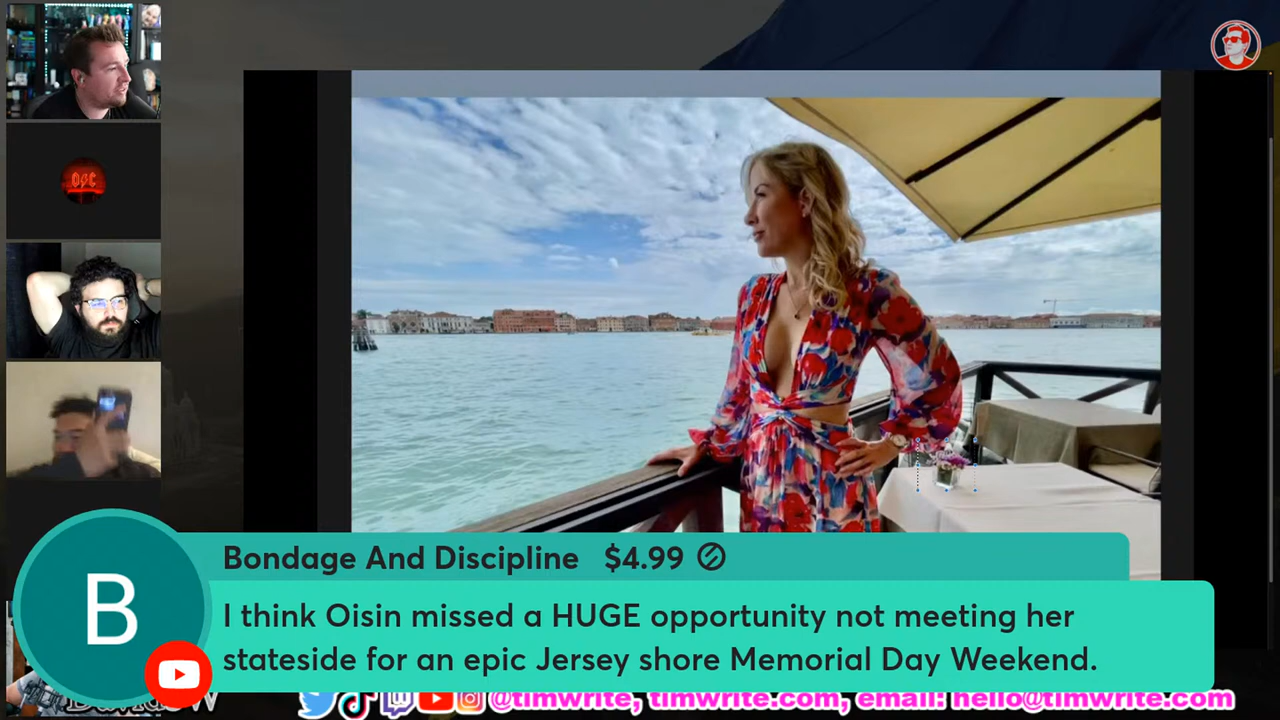 OSC
Bondage And Discipline $4.99
B
I think Oisin missed a HUGE opportunity not meeting her
stateside for an epic Jersey shore Memorial Day Weekend.
@timwrite, timwrite.com, email: hello@timwrite.com